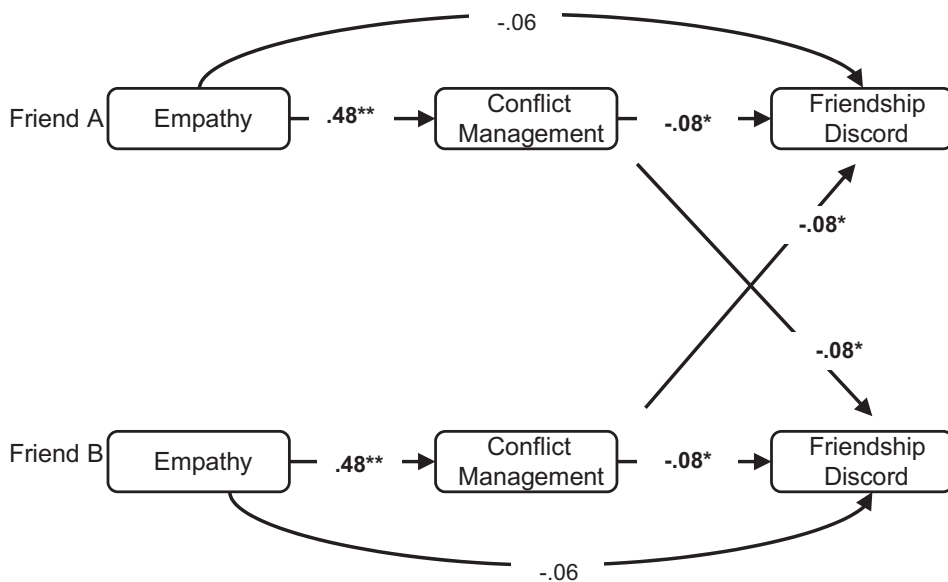 -.06
Friend A
Empathy
.48**
Conflict
Management
-.08*
Friendship
Discord
-.08*
-.08*
Friend B
Empathy
.48**
Conflict
Management
-.08*
Friendship
Discord
-.06